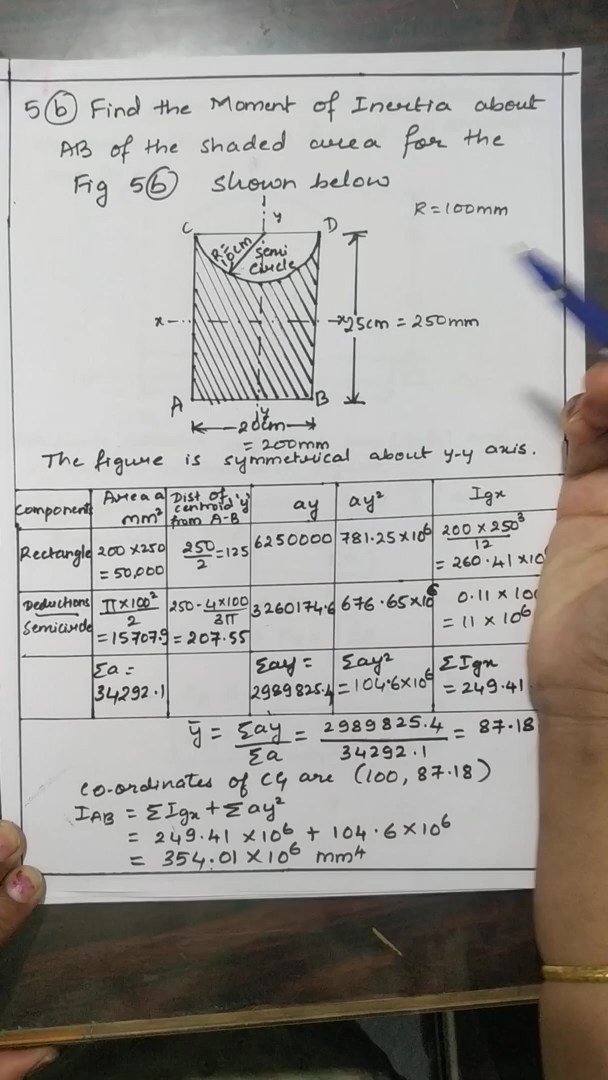 5 (b) Find the Moment of Inertia about
AB of the shaded area for the
Fig 5(b) shown below
R = 100mm
y
C D
R = 10cm
semi
circle
x x
25cm = 250mm
A y B
20cm
= 200mm
The figure is symmetrical about y-y axis.
Component | Area a mm² | Dist of centroid 'y' from A-B | ay | ay² | Igx
Rectangle | 200 × 250 = 50,000 | 250/2 = 125 | 6250000 | 781.25 × 10⁶ | 200 × 250³/12 = 260.41 × 10
Deductions Semicircle | π × 100²/2 = 15707.9 | 250 - 4 × 100/3π = 207.55 | 3260174.6 | 676.65 × 10⁶ | 0.11 × 10 = 11 × 10⁶
Σa = 34292.1 | Σay = 2989825.4 | Σay² = 104.6 × 10⁶ | ΣIgx = 249.41
ȳ = Σay/Σa = 2989825.4/34292.1 = 87.18
co-ordinates of CG are (100, 87.18)
I_AB = ΣIgx + Σay²
= 249.41 × 10⁶ + 104.6 × 10⁶
= 354.01 × 10⁶ mm⁴